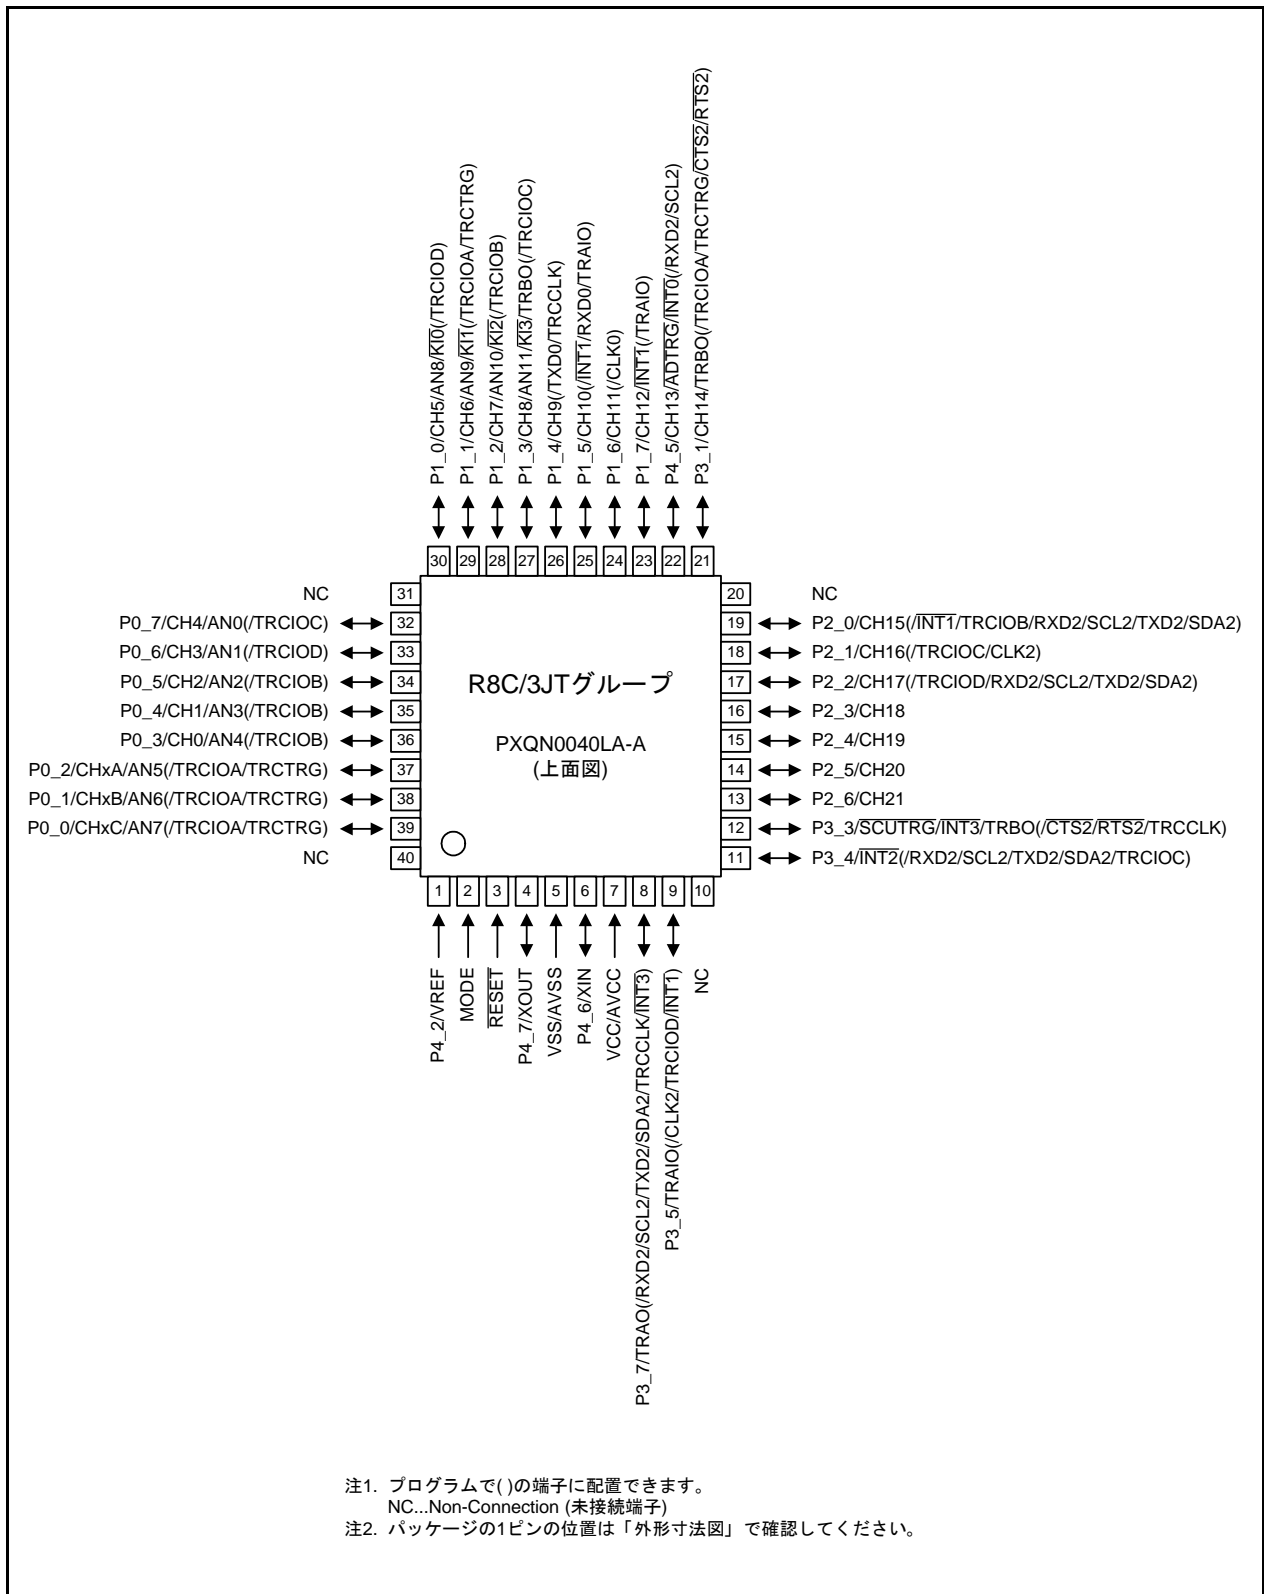 P1_0/CH5/AN8/KI0(/TRCIOD)
P1_1/CH6/AN9/KI1(/TRCIOA/TRCTRG)
P1_2/CH7/AN10/KI2(/TRCIOB)
P1_3/CH8/AN11/KI3/TRBO(/TRCIOC)
P1_4/CH9(/TXD0/TRCCLK)
P1_5/CH10(/INT1/RXD0/TRAIO)
P1_6/CH11(/CLK0)
P1_7/CH12/INT1(/TRAIO)
P4_5/CH13/ADTRG/INT0(/RXD2/SCL2)
P3_1/CH14/TRBO(/TRCIOA/TRCTRG/CTS2/RTS2)
30 29 28 27 26 25 24 23 22 21
NC 31
P0_7/CH4/AN0(/TRCIOC) 32
P0_6/CH3/AN1(/TRCIOD) 33
P0_5/CH2/AN2(/TRCIOB) 34
P0_4/CH1/AN3(/TRCIOB) 35
P0_3/CH0/AN4(/TRCIOB) 36
P0_2/CHxA/AN5(/TRCIOA/TRCTRG) 37
P0_1/CHxB/AN6(/TRCIOA/TRCTRG) 38
P0_0/CHxC/AN7(/TRCIOA/TRCTRG) 39
NC 40
R8C/3JTグループ
PXQN0040LA-A
(上面図)
20 NC
19 P2_0/CH15(/INT1/TRCIOB/RXD2/SCL2/TXD2/SDA2)
18 P2_1/CH16(/TRCIOC/CLK2)
17 P2_2/CH17(/TRCIOD/RXD2/SCL2/TXD2/SDA2)
16 P2_3/CH18
15 P2_4/CH19
14 P2_5/CH20
13 P2_6/CH21
12 P3_3/SCUTRG/INT3/TRBO(/CTS2/RTS2/TRCCLK)
11 P3_4/INT2(/RXD2/SCL2/TXD2/SDA2/TRCIOC)
1 2 3 4 5 6 7 8 9 10
P4_2/VREF
MODE
RESET
P4_7/XOUT
VSS/AVSS
P4_6/XIN
VCC/AVCC
P3_7/TRAO(/RXD2/SCL2/TXD2/SDA2/TRCCLK/INT3)
P3_5/TRAIO(/CLK2/TRCIOD/INT1)
NC
注1. プログラムで( )の端子に配置できます。
NC...Non-Connection (未接続端子)
注2. パッケージの1ピンの位置は「外形寸法図」で確認してください。